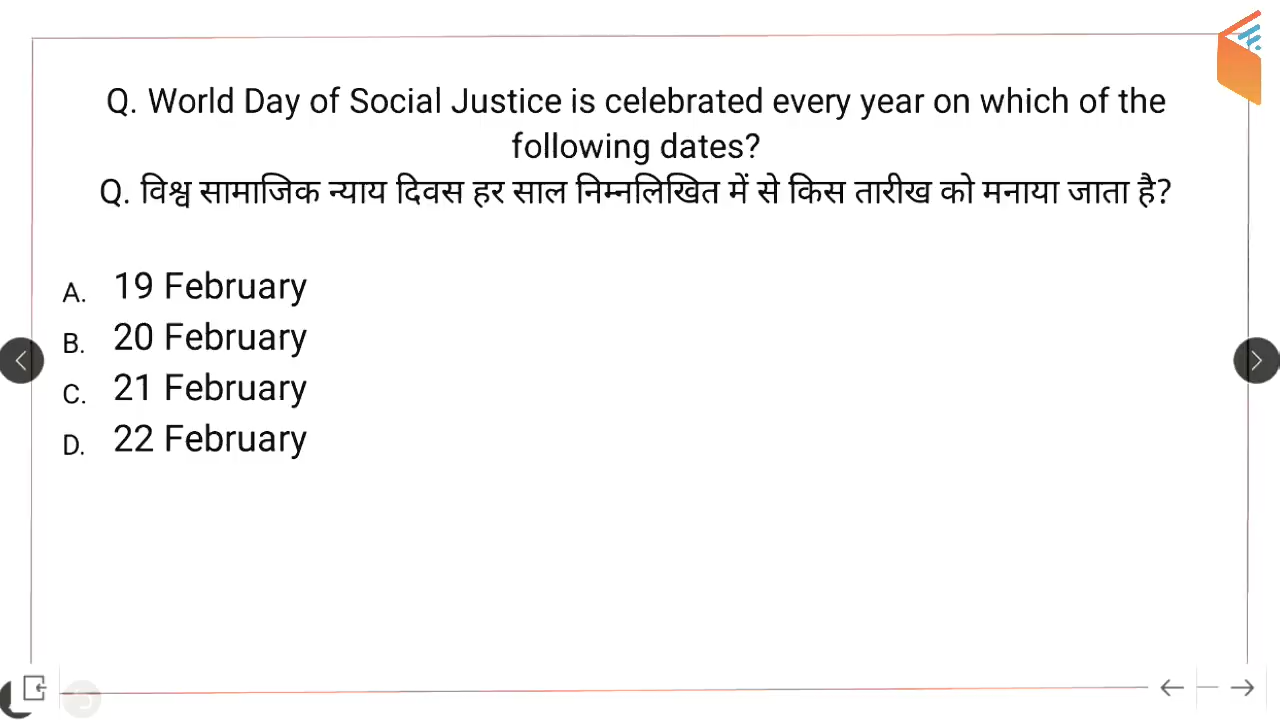 Q. World Day of Social Justice is celebrated every year on which of the
following dates?
Q. विश्व सामाजिक न्याय दिवस हर साल निम्नलिखित में से किस तारीख को मनाया जाता है?
A. 19 February
B. 20 February
C. 21 February
D. 22 February